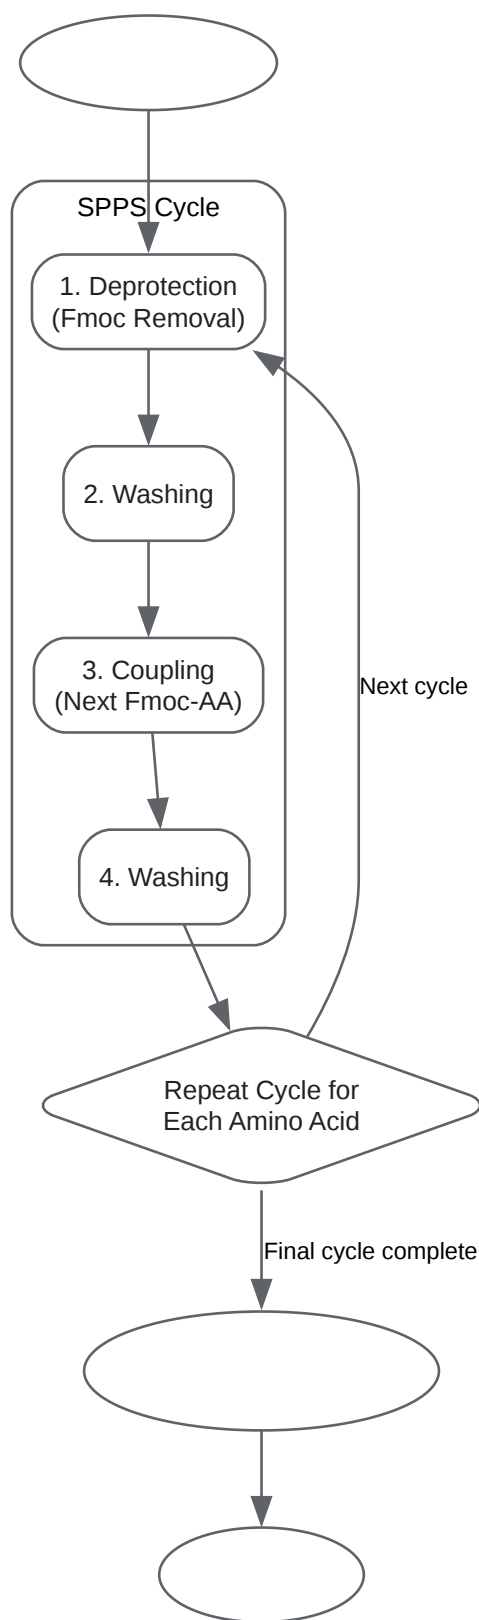 SPPS Cycle
1. Deprotection
(Fmoc Removal)
2. Washing
3. Coupling
(Next Fmoc-AA)
Next cycle
4. Washing
Repeat Cycle for
Each Amino Acid
Final cycle complete